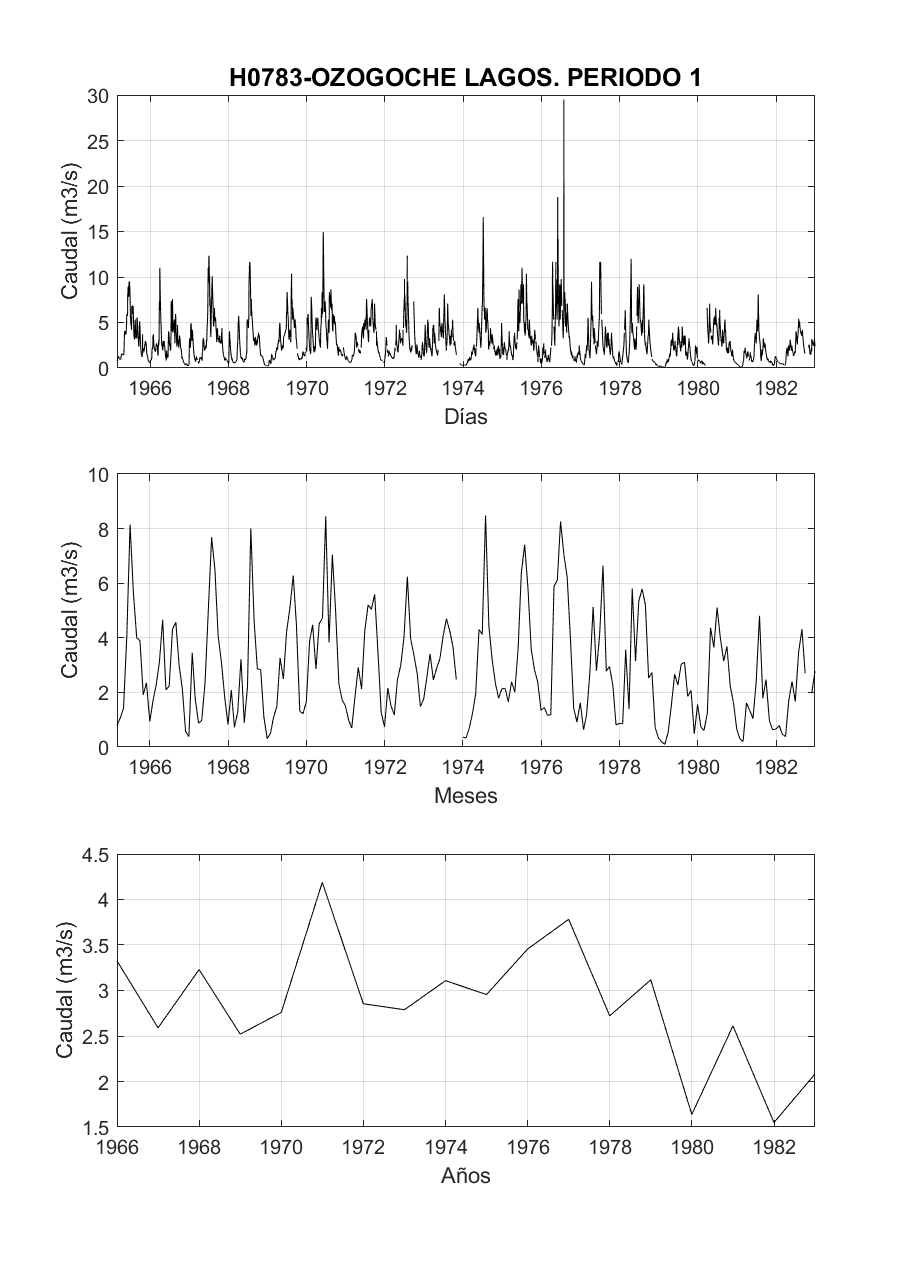 H0783-OZOGOCHE LAGOS. PERIODO 1
30
25
20
15
10
5
0
Caudal (m3/s)
1966 1968 1970 1972 1974 1976 1978 1980 1982
Días
10
8
6
4
2
0
Caudal (m3/s)
1966 1968 1970 1972 1974 1976 1978 1980 1982
Meses
4.5
4
3.5
3
2.5
2
1.5
Caudal (m3/s)
1966 1968 1970 1972 1974 1976 1978 1980 1982
Años